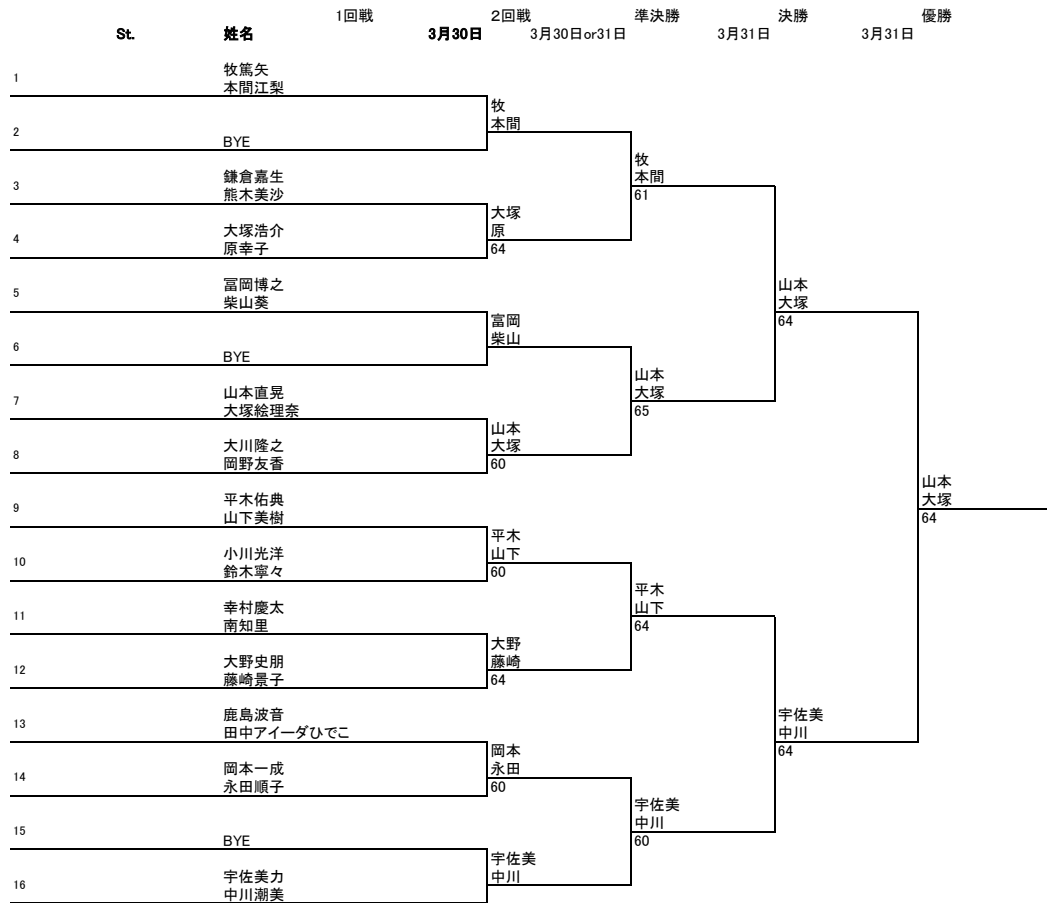 1回戦 2回戦 準決勝 決勝 優勝
St. 姓名 3月30日 3月30日or31日 3月31日 3月31日
1
牧篤矢
本間江梨
牧
本間
2
BYE
牧
本間
61
3
鎌倉嘉生
熊木美沙
大塚
原
64
4
大塚浩介
原幸子
5
冨岡博之
柴山葵
山本
大塚
64
富岡
柴山
6
BYE
山本
大塚
65
7
山本直晃
大塚絵理奈
山本
大塚
60
8
大川隆之
岡野友香
山本
大塚
64
9
平木佑典
山下美樹
平木
山下
60
10
小川光洋
鈴木寧々
平木
山下
64
11
幸村慶太
南知里
大野
藤崎
64
12
大野史朋
藤崎景子
13
鹿島波音
田中アイーダひでこ
宇佐美
中川
64
岡本
永田
60
14
岡本一成
永田順子
宇佐美
中川
60
15
BYE
宇佐美
中川
16
宇佐美力
中川潮美